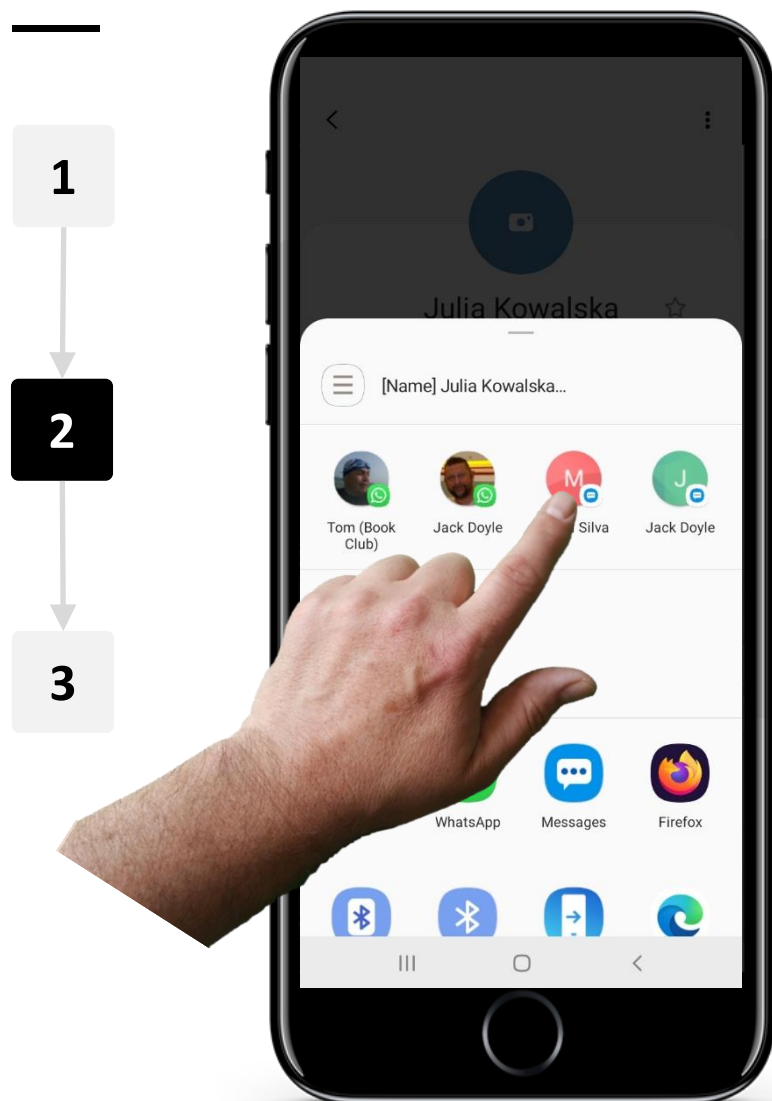 1
2
3
Julia Kowalska
[Name] Julia Kowalska...
M
J
Tom (Book
Club)
Jack Doyle
Silva
Jack Doyle
WhatsApp
Messages
Firefox